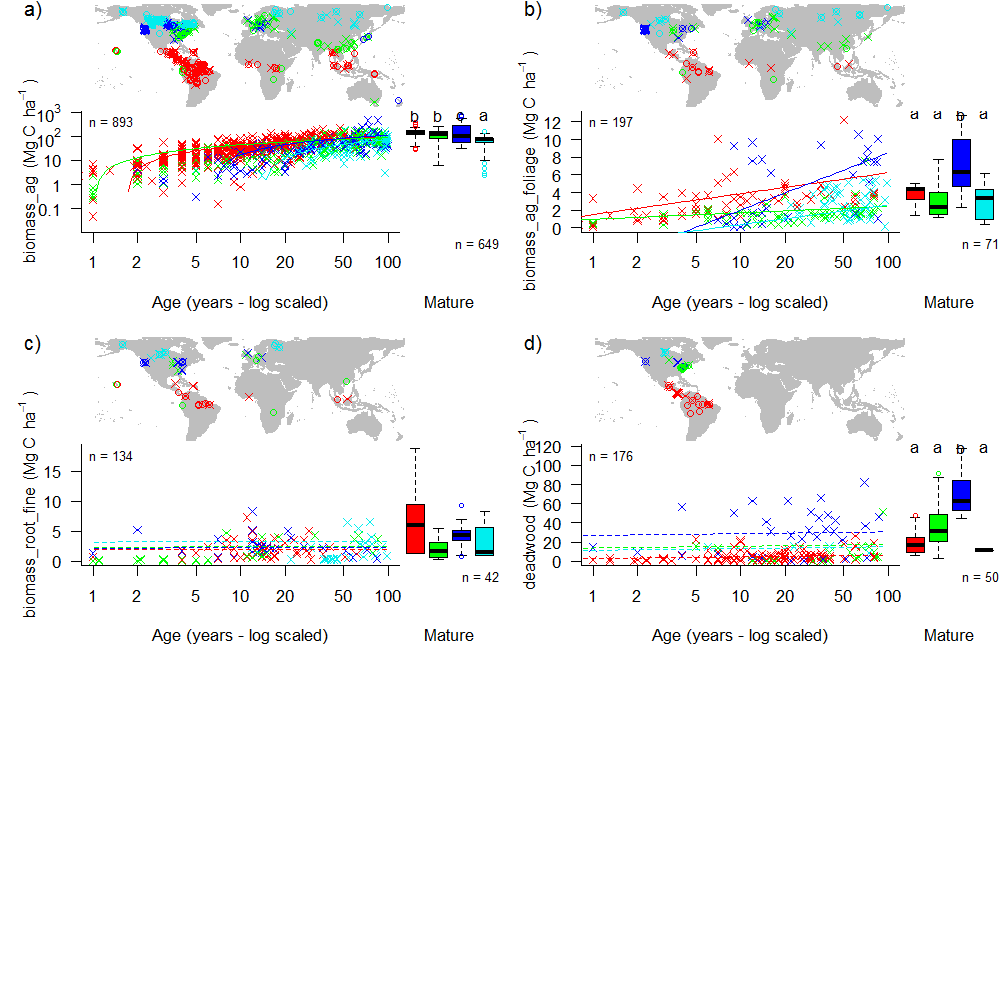 a)
biomass_ag (Mg C ha⁻¹)
n = 893
10³
10²
10
1
0.1
b b a a
n = 649
1 2 5 10 20 50 100
Age (years - log scaled)
Mature
b)
biomass_ag_foliage (Mg C ha⁻¹)
n = 197
12
10
8
6
4
2
0
a a b a
n = 71
1 2 5 10 20 50 100
Age (years - log scaled)
Mature
c)
biomass_root_fine (Mg C ha⁻¹)
n = 134
15
10
5
0
n = 42
1 2 5 10 20 50 100
Age (years - log scaled)
Mature
d)
deadwood (Mg C ha⁻¹)
n = 176
120
100
80
60
40
20
0
a a b a
n = 50
1 2 5 10 20 50 100
Age (years - log scaled)
Mature